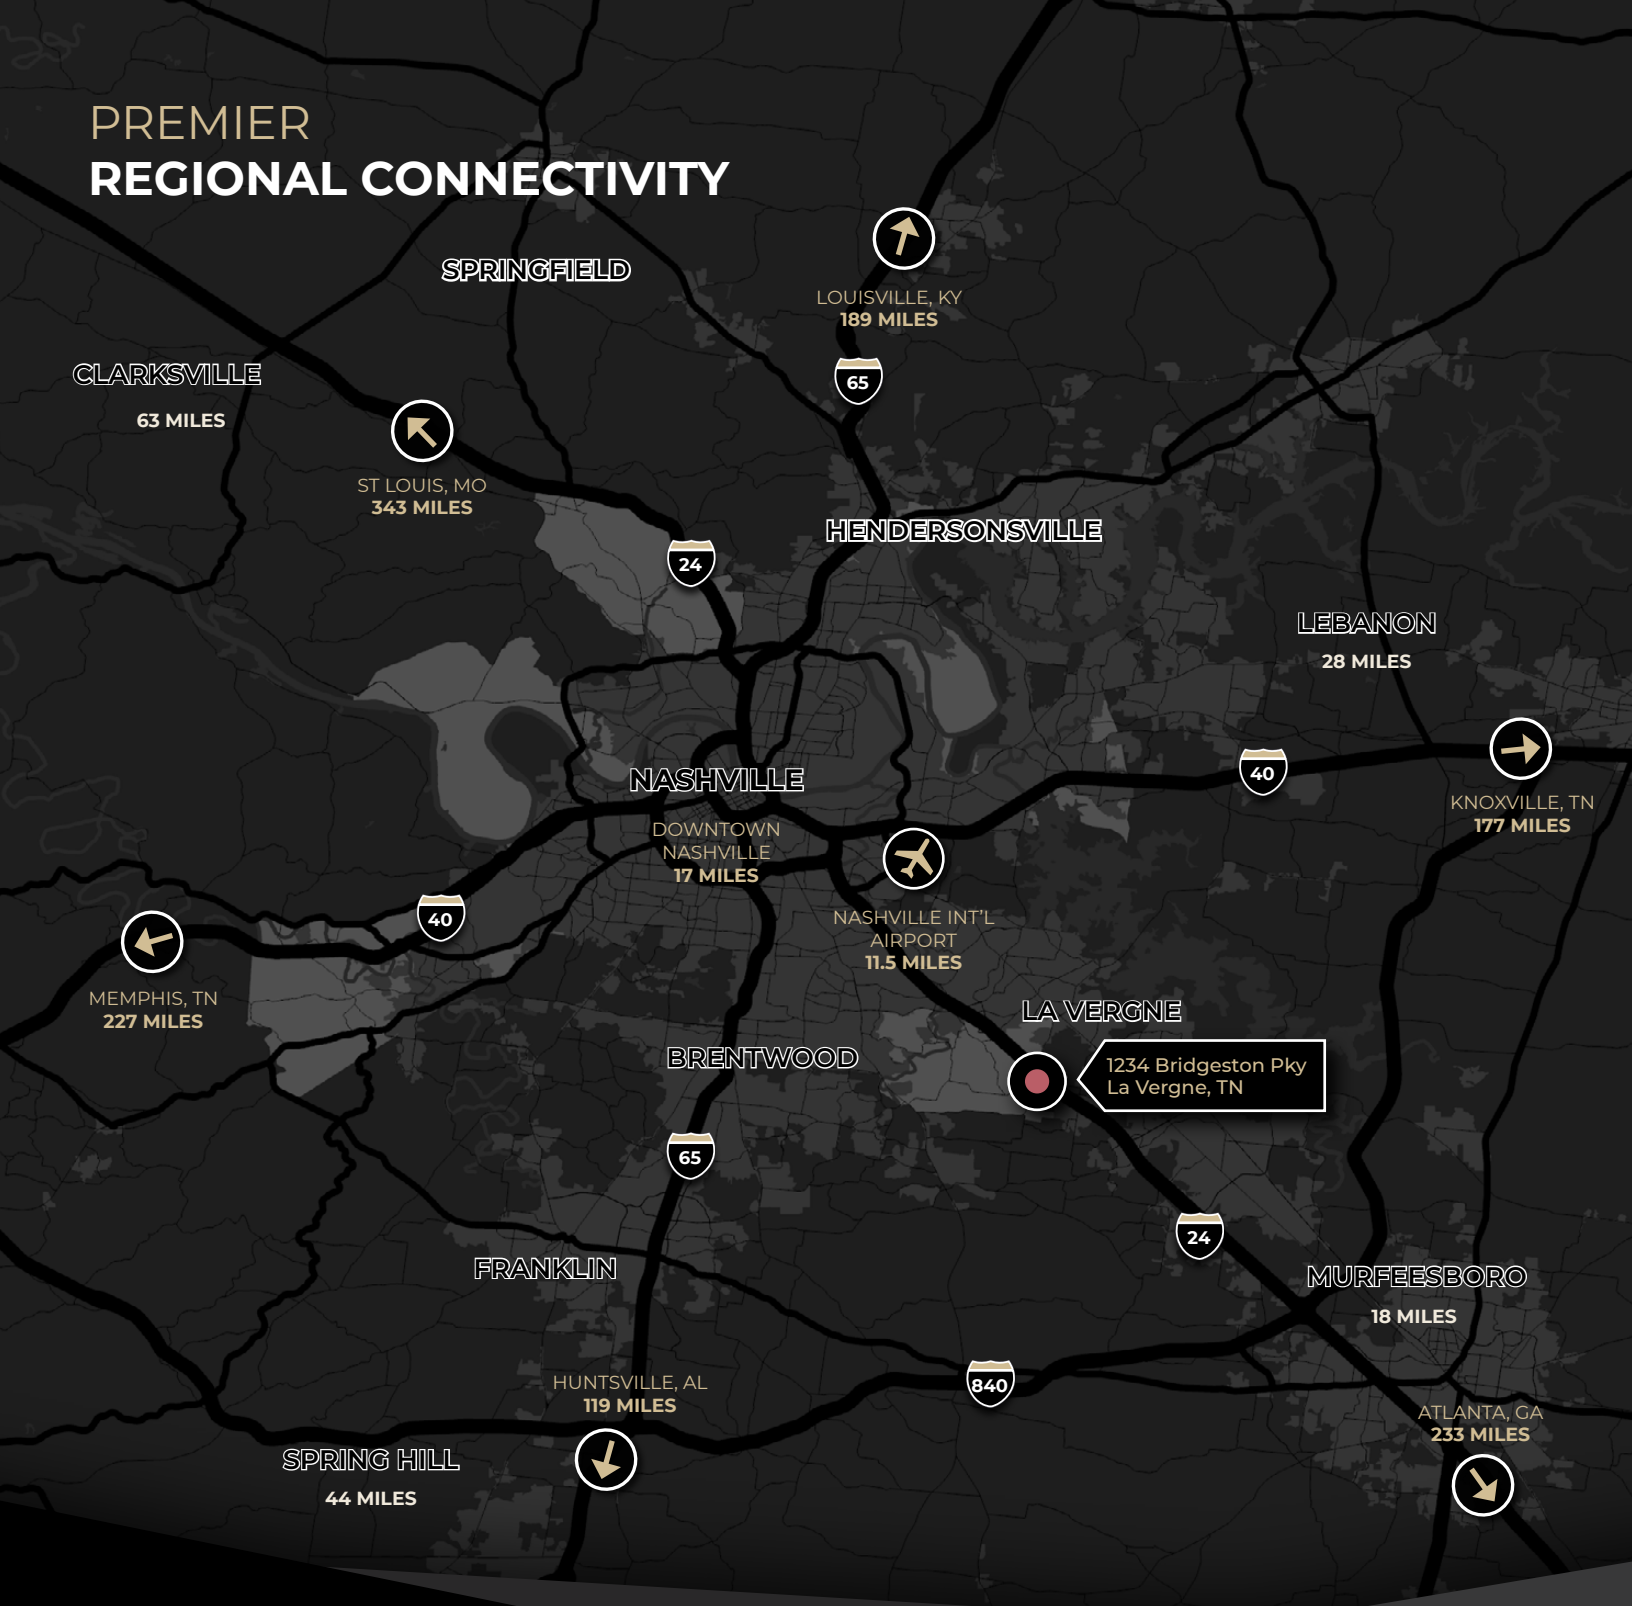 PREMIER
REGIONAL CONNECTIVITY
SPRINGFIELD
LOUISVILLE, KY
189 MILES
65
CLARKSVILLE
63 MILES
ST LOUIS, MO
343 MILES
HENDERSONSVILLE
24
LEBANON
28 MILES
NASHVILLE
40
KNOXVILLE, TN
177 MILES
DOWNTOWN
NASHVILLE
17 MILES
40
NASHVILLE INT'L
AIRPORT
11.5 MILES
MEMPHIS, TN
227 MILES
LA VERGNE
BRENTWOOD
1234 Bridgeston Pky
La Vergne, TN
65
24
FRANKLIN
MURFEESBORO
18 MILES
HUNTSVILLE, AL
119 MILES
840
ATLANTA, GA
233 MILES
SPRING HILL
44 MILES